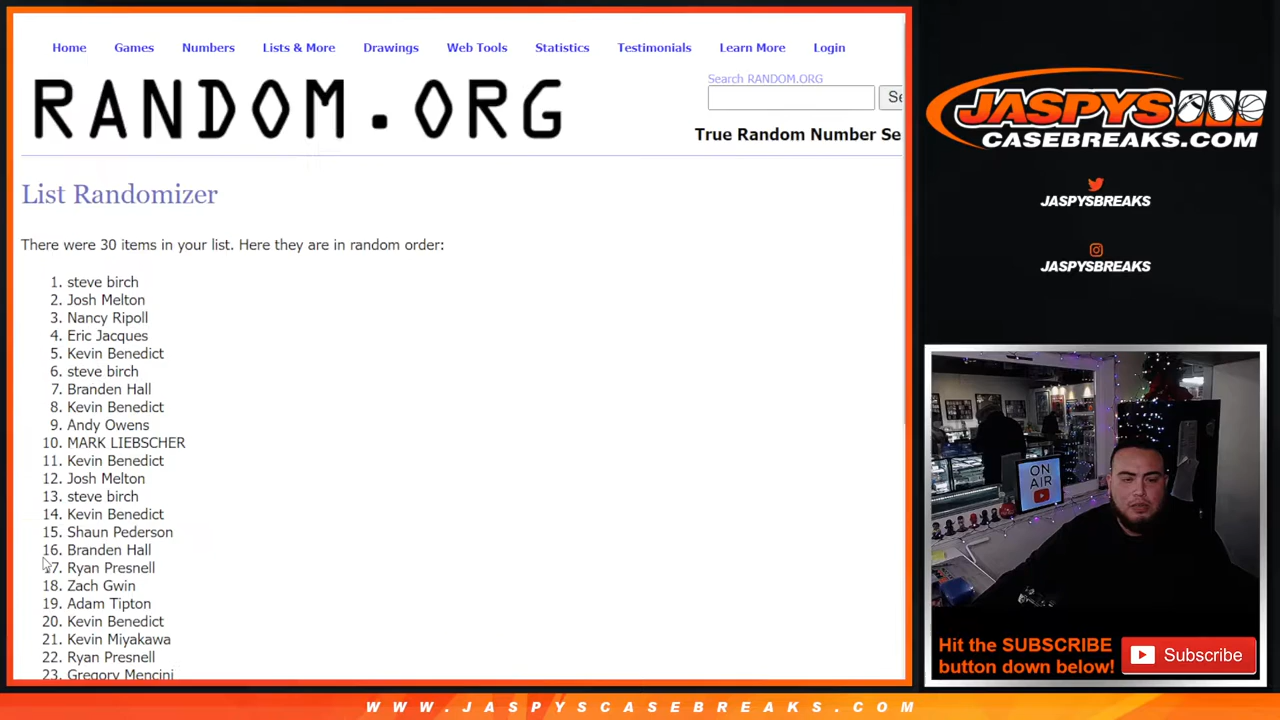 Home Games Numbers Lists & More Drawings Web Tools Statistics Testimonials Learn More Login
RANDOM.ORG
Search RANDOM.ORG
Se
True Random Number Se
List Randomizer
There were 30 items in your list. Here they are in random order:
1. steve birch
2. Josh Melton
3. Nancy Ripoll
4. Eric Jacques
5. Kevin Benedict
6. steve birch
7. Branden Hall
8. Kevin Benedict
9. Andy Owens
10. MARK LIEBSCHER
11. Kevin Benedict
12. Josh Melton
13. steve birch
14. Kevin Benedict
15. Shaun Pederson
16. Branden Hall
17. Ryan Presnell
18. Zach Gwin
19. Adam Tipton
20. Kevin Benedict
21. Kevin Miyakawa
22. Ryan Presnell
23. Gregory Mencini
JASPYS
CASEBREAKS.COM
JASPYSBREAKS
JASPYSBREAKS
ON
AIR
Hit the SUBSCRIBE
button down below!
Subscribe
WWW.JASPYSCASEBREAKS.COM